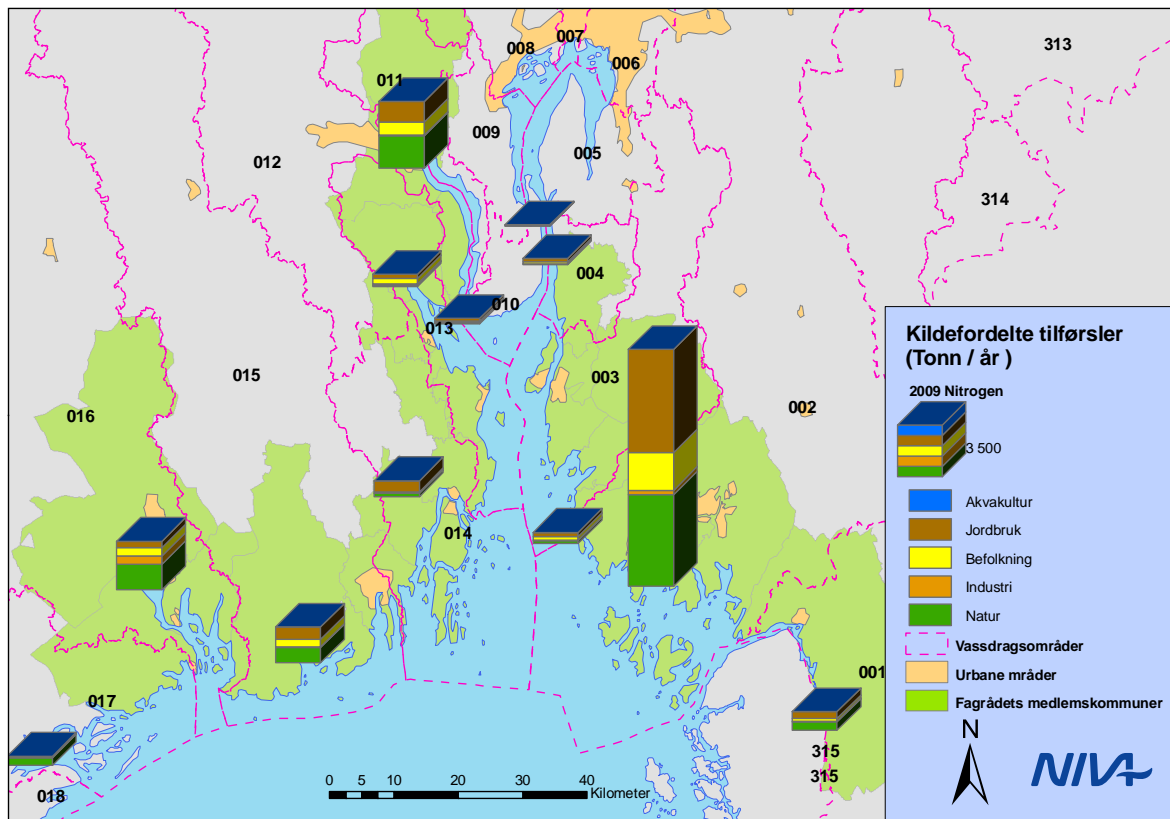 007
008
006
313
011
009
005
012
314
004
010
013
003
015
002
016
014
001
017
315
315
018
0 5 10 20 30 40
Kilometer
Kildefordelte tilførsler
(Tonn / år )
2009 Nitrogen
3 500
Akvakultur
Jordbruk
Befolkning
Industri
Natur
Vassdragsområder
Urbane mråder
Fagrådets medlemskommuner
N
NIVA